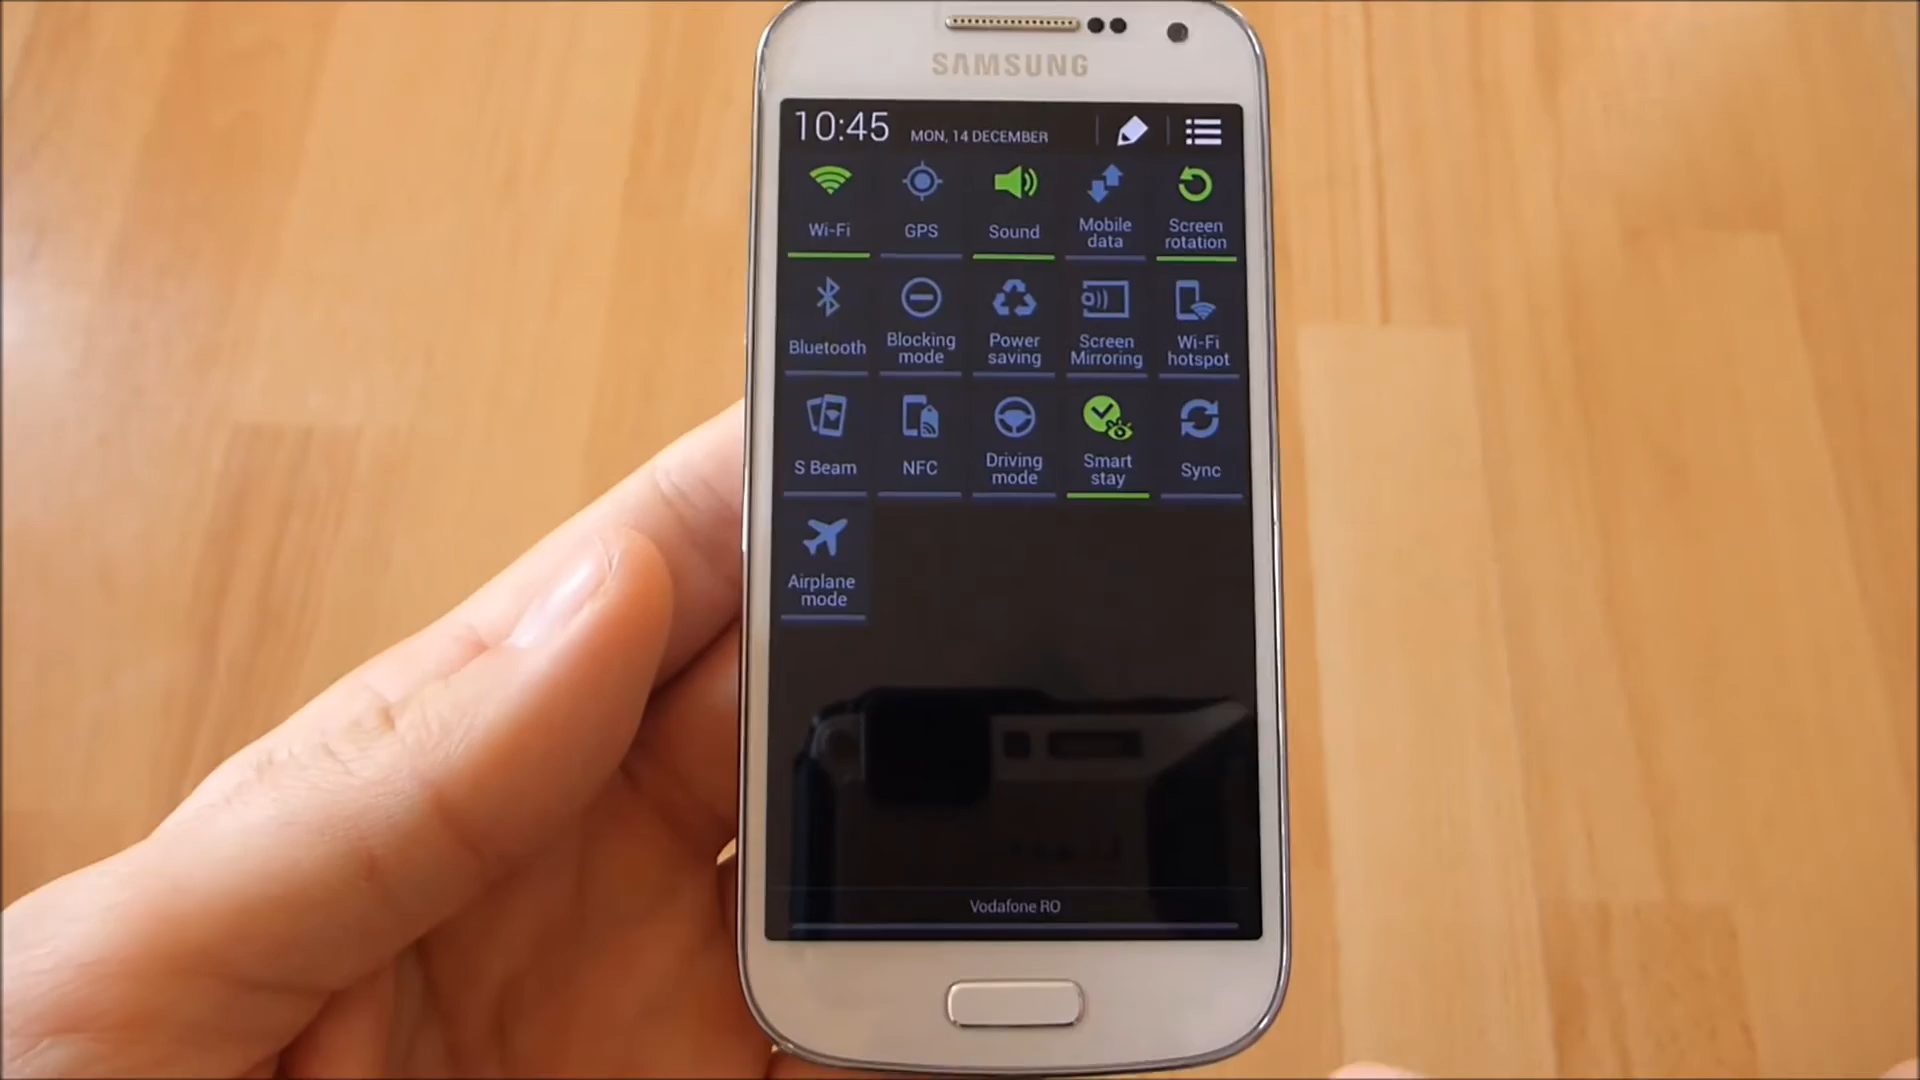 SAMSUNG
10:45 MON, 14 DECEMBER
Wi-Fi
GPS
Sound
Mobile
data
Screen
rotation
Bluetooth
Blocking
mode
Power
saving
Screen
Mirroring
Wi-Fi
hotspot
S Beam
NFC
Driving
mode
Smart
stay
Sync
Airplane
mode
Vodafone RO